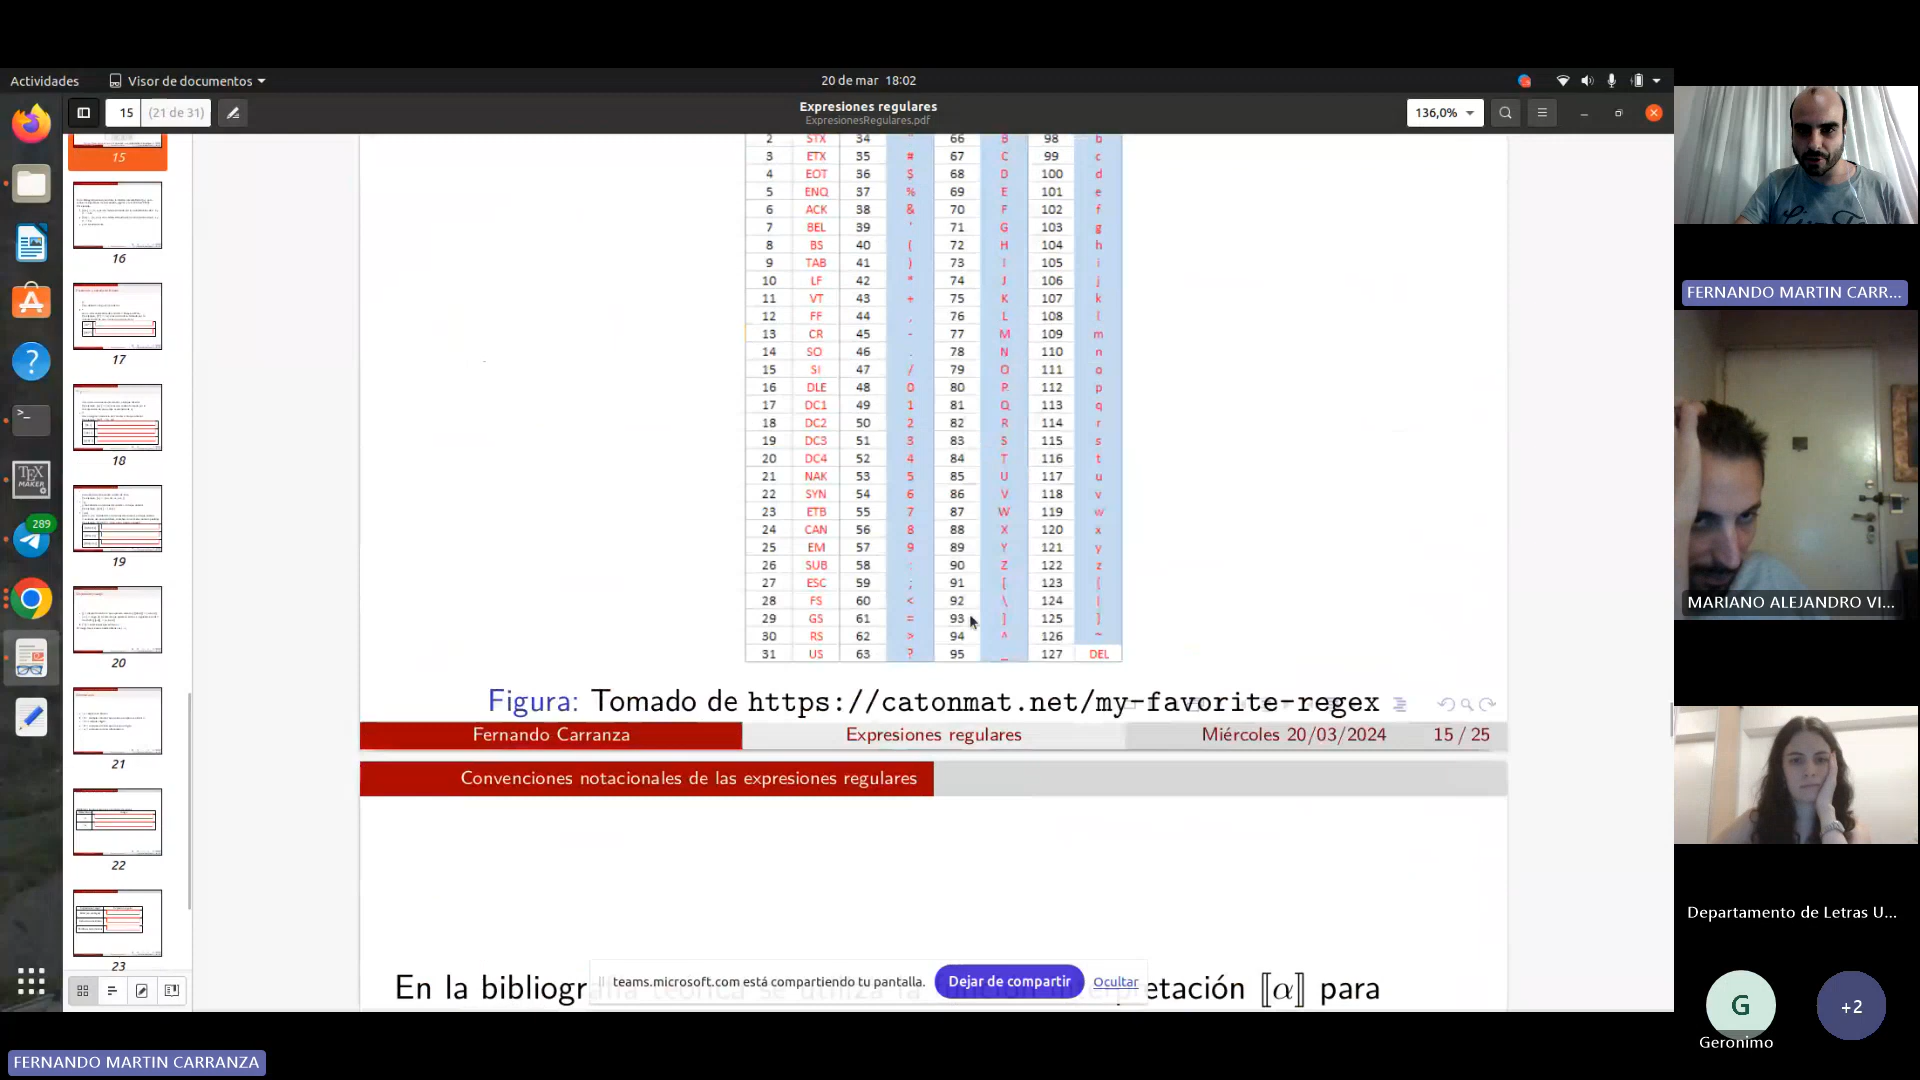 Actividades
Visor de documentos
20 de mar 18:02
15
(21 de 31)
Expresiones regulares
ExpresionesRegulares.pdf
136,0%
2 STX 34 " 66 B 98 b
3 ETX 35 # 67 C 99 c
4 EOT 36 $ 68 D 100 d
5 ENQ 37 % 69 E 101 e
6 ACK 38 & 70 F 102 f
7 BEL 39 ' 71 G 103 g
8 BS 40 ( 72 H 104 h
9 TAB 41 ) 73 I 105 i
10 LF 42 * 74 J 106 j
11 VT 43 + 75 K 107 k
12 FF 44 , 76 L 108 l
13 CR 45 - 77 M 109 m
14 SO 46 . 78 N 110 n
15 SI 47 / 79 O 111 o
16 DLE 48 0 80 P 112 p
17 DC1 49 1 81 Q 113 q
18 DC2 50 2 82 R 114 r
19 DC3 51 3 83 S 115 s
20 DC4 52 4 84 T 116 t
21 NAK 53 5 85 U 117 u
22 SYN 54 6 86 V 118 v
23 ETB 55 7 87 W 119 w
24 CAN 56 8 88 X 120 x
25 EM 57 9 89 Y 121 y
26 SUB 58 : 90 Z 122 z
27 ESC 59 ; 91 [ 123 {
28 FS 60 < 92 \ 124 |
29 GS 61 = 93 ] 125 }
30 RS 62 > 94 ^ 126 ~
31 US 63 ? 95 _ 127 DEL
Figura: Tomado de https://catonmat.net/my-favorite-regex
Fernando Carranza
Expresiones regulares
Miércoles 20/03/2024
15 / 25
Convenciones notacionales de las expresiones regulares
En la bibliogr
etación ⟦α⟧ para
teams.microsoft.com está compartiendo tu pantalla.
Dejar de compartir
Ocultar
15
16
17
18
19
20
21
22
23
289
TEX
MAKER
FERNANDO MARTIN CARR...
MARIANO ALEJANDRO VI...
Departamento de Letras U...
G
+2
Geronimo
FERNANDO MARTIN CARRANZA